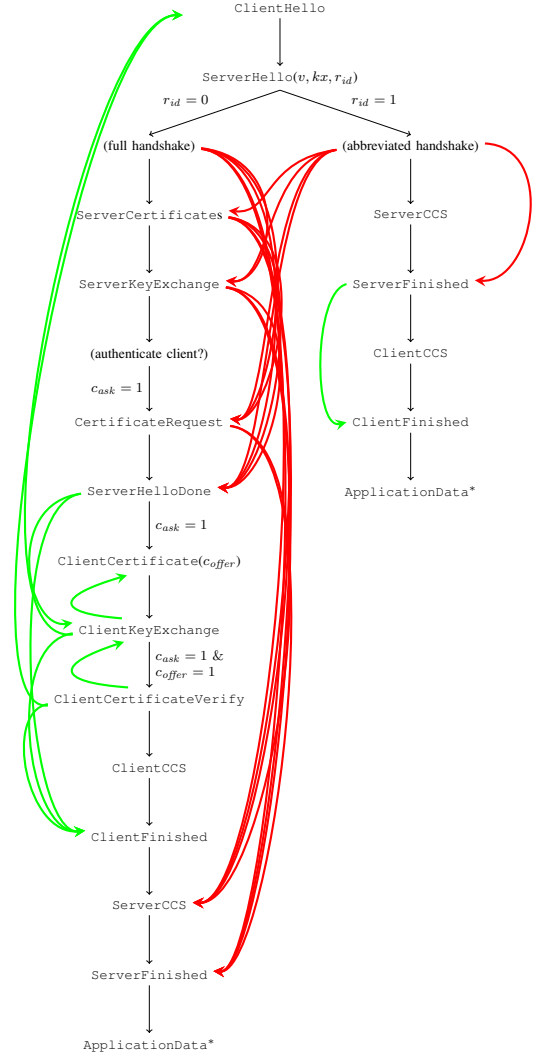 ClientHello
ServerHello(v, kx, r_id)
r_id = 0
r_id = 1
(full handshake)
(abbreviated handshake)
ServerCertificates
ServerCCS
ServerKeyExchange
ServerFinished
(authenticate client?)
ClientCCS
c_ask = 1
CertificateRequest
ClientFinished
ServerHelloDone
ApplicationData*
c_ask = 1
ClientCertificate(c_offer)
ClientKeyExchange
c_ask = 1 &
c_offer = 1
ClientCertificateVerify
ClientCCS
ClientFinished
ServerCCS
ServerFinished
ApplicationData*